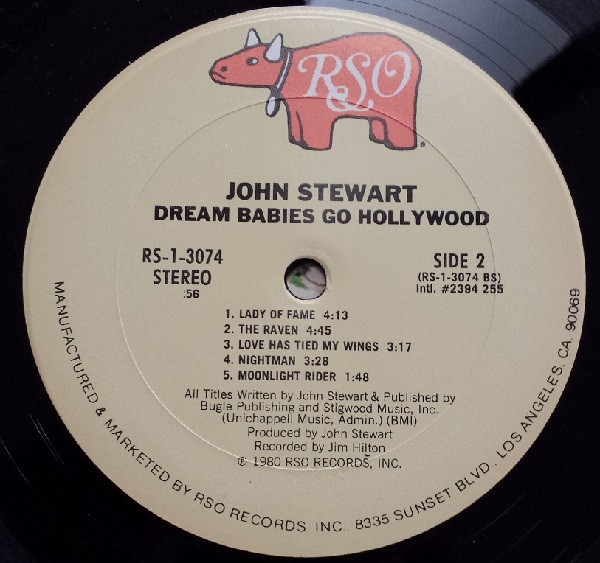 RSO
JOHN STEWART
DREAM BABIES GO HOLLYWOOD
RS-1-3074
STEREO
:56
SIDE 2
(RS-1-3074 BS)
Intl. #2394 255
1. LADY OF FAME 4:13
2. THE RAVEN 4:45
3. LOVE HAS TIED MY WINGS 3:17
4. NIGHTMAN 3:28
5. MOONLIGHT RIDER 1:48
All Titles Written by John Stewart & Published by
Bugle Publishing and Stigwood Music, Inc.
(Unichappell Music, Admin.) (BMI)
Produced by John Stewart
Recorded by Jim Hilton
℗ 1980 RSO RECORDS, INC.
MANUFACTURED & MARKETED BY RSO RECORDS INC., 8335 SUNSET BLVD., LOS ANGELES, CA. 90069